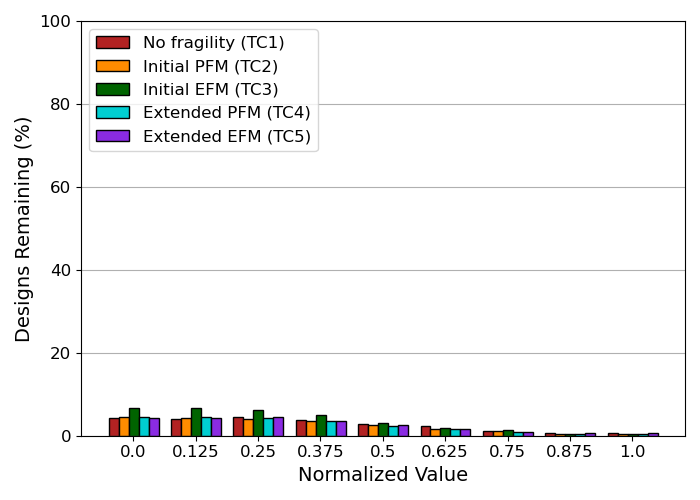 100
80
60
40
20
0
Designs Remaining (%)
No fragility (TC1)
Initial PFM (TC2)
Initial EFM (TC3)
Extended PFM (TC4)
Extended EFM (TC5)
0.0 0.125 0.25 0.375 0.5 0.625 0.75 0.875 1.0
Normalized Value